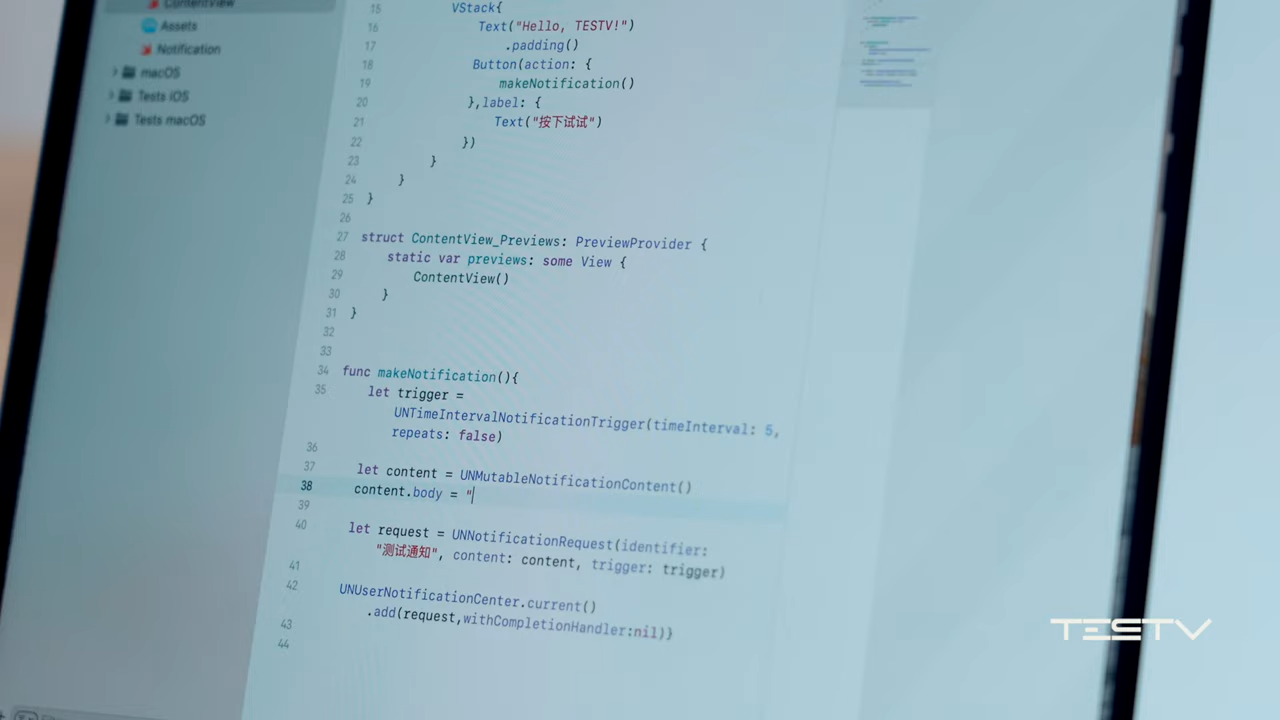 ContentView
Assets
Notification
macOS
Tests iOS
Tests macOS
15 VStack{
16 Text("Hello, TESTV!")
17 .padding()
18 Button(action: {
19 makeNotification()
20 },label: {
21 Text("按下试试")
22 })
23 }
24 }
25 }
26
27 struct ContentView_Previews: PreviewProvider {
28 static var previews: some View {
29 ContentView()
30 }
31 }
32
33
34 func makeNotification(){
35 let trigger =
UNTimeIntervalNotificationTrigger(timeInterval: 5,
repeats: false)
36
37 let content = UNMutableNotificationContent()
38 content.body = "
39
40 let request = UNNotificationRequest(identifier:
"测试通知", content: content, trigger: trigger)
41
42 UNUserNotificationCenter.current()
.add(request,withCompletionHandler:nil)}
43
44
TESTV